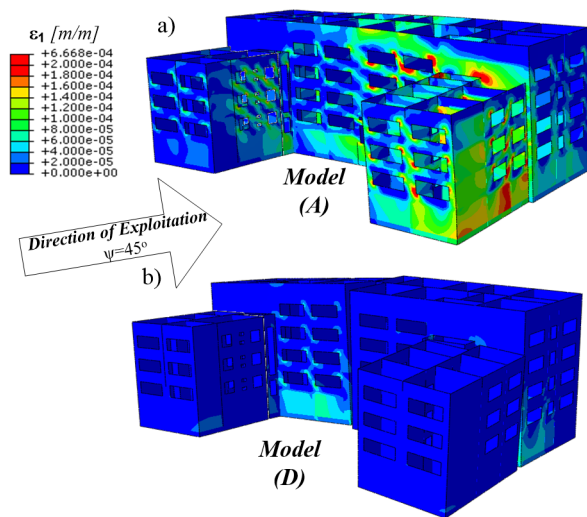 a)
ε₁ [m/m]
+6.668e-04
+2.000e-04
+1.800e-04
+1.600e-04
+1.400e-04
+1.200e-04
+1.000e-04
+8.000e-05
+6.000e-05
+4.000e-05
+2.000e-05
+0.000e+00
Model
(A)
Direction of Exploitation
ψ=45°
b)
Model
(D)